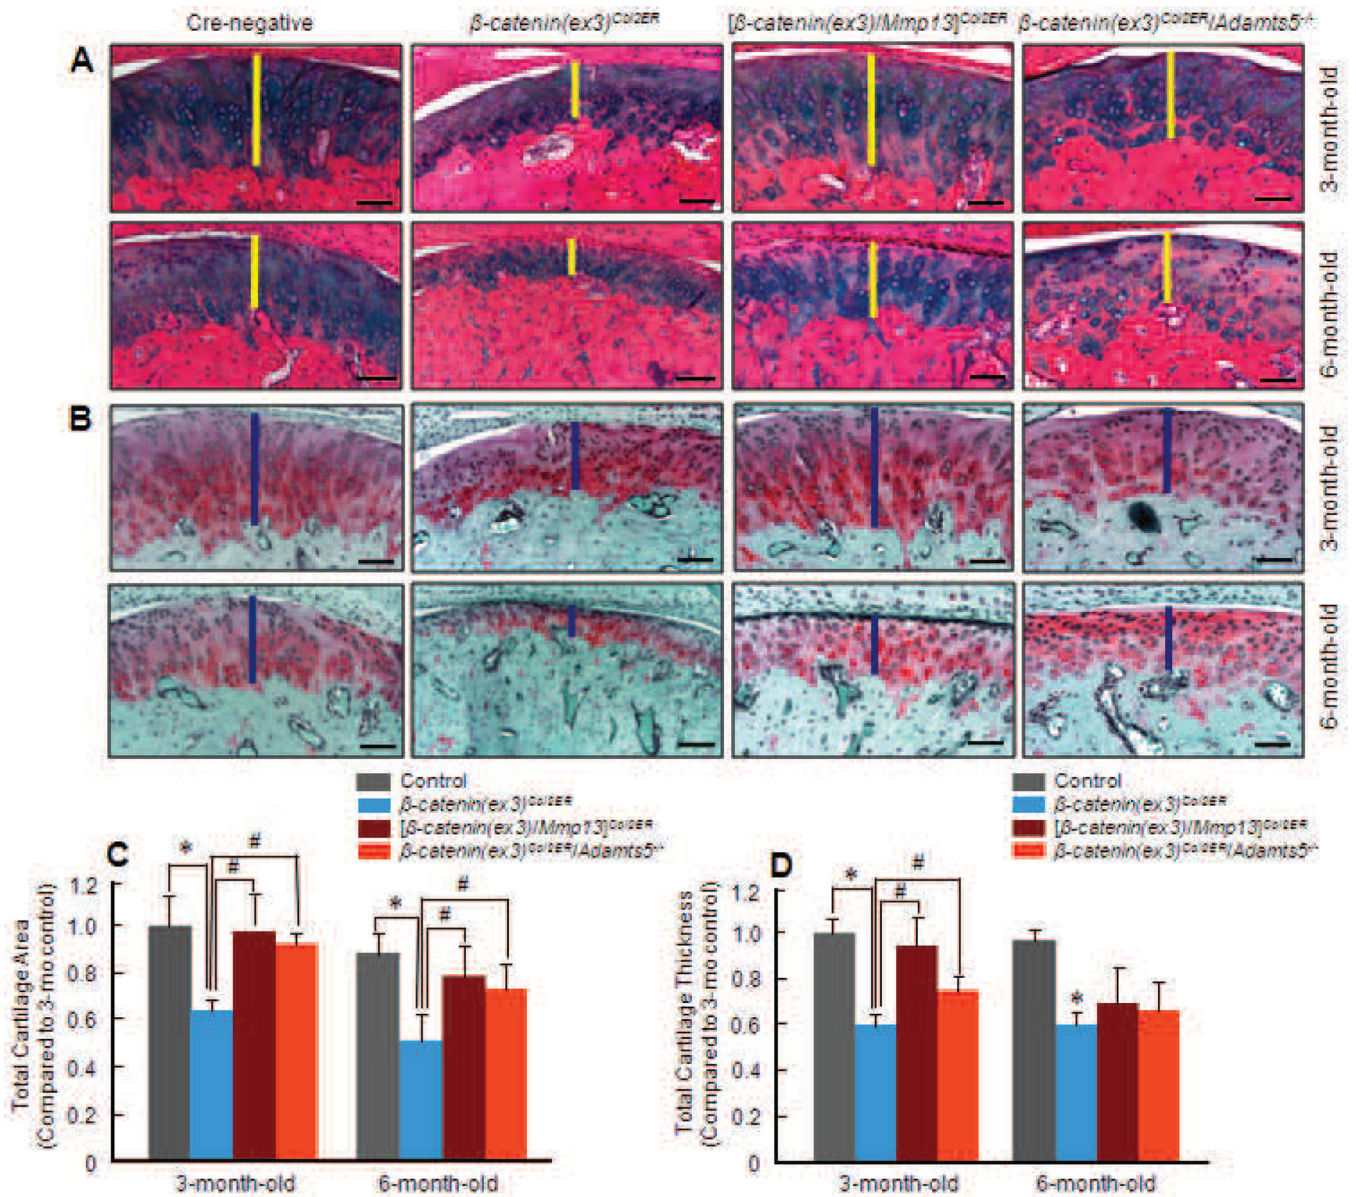 Cre-negative β-catenin(ex3)Col2ER [β-catenin(ex3)/Mmp13]Col2ER β-catenin(ex3)Col2ER/Adamts5-/-
A
3-month-old
6-month-old
B
3-month-old
6-month-old
Control
β-catenin(ex3)Col2ER
[β-catenin(ex3)/Mmp13]Col2ER
β-catenin(ex3)Col2ER/Adamts5-/-
C
Total Cartilage Area
(Compared to 3-mo control)
1.2
1.0
0.8
0.6
0.4
0.2
0
* # #
* # #
3-month-old 6-month-old
Control
β-catenin(ex3)Col2ER
[β-catenin(ex3)/Mmp13]Col2ER
β-catenin(ex3)Col2ER/Adamts5-/-
D
Total Cartilage Thickness
(Compared to 3-mo control)
1.2
1.0
0.8
0.6
0.4
0.2
0
* # #
*
3-month-old 6-month-old